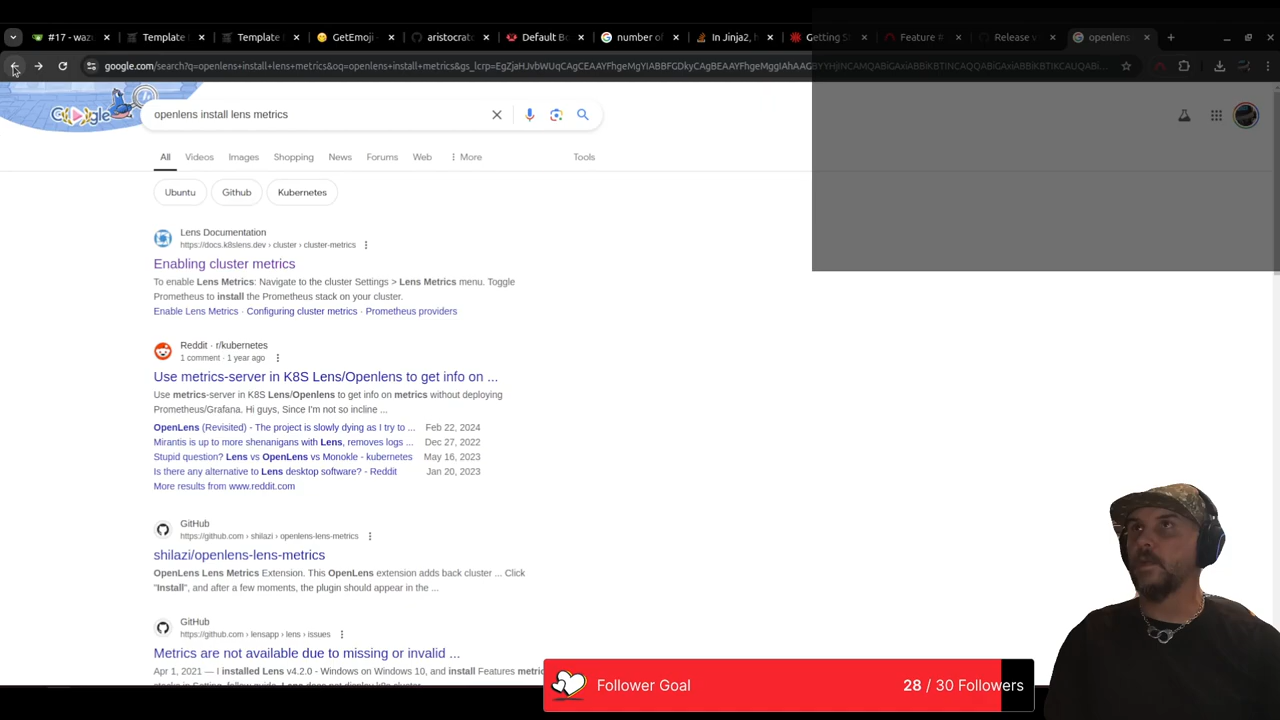 #17 - waz
Template
Template
GetEmoji -
aristocrat
Default Bo
number of
In Jinja2,
Getting St
Feature #
Release v
openlens
google.com/search?q=openlens+install+lens+metrics&oq=openlens+install+metrics&gs_lcrp=
Google
openlens install lens metrics
All
Videos
Images
Shopping
News
Forums
Web
More
Tools
Ubuntu
Github
Kubernetes
Lens Documentation
https://docs.k8slens.dev › cluster › cluster-metrics
Enabling cluster metrics
To enable Lens Metrics: Navigate to the cluster Settings > Lens Metrics menu. Toggle
Prometheus to install the Prometheus stack on your cluster.
Enable Lens Metrics · Configuring cluster metrics · Prometheus providers
Reddit · r/kubernetes
1 comment · 1 year ago
Use metrics-server in K8S Lens/Openlens to get info on ...
Use metrics-server in K8S Lens/Openlens to get info on metrics without deploying
Prometheus/Grafana. Hi guys, Since I'm not so incline ...
OpenLens (Revisited) - The project is slowly dying as I try to ... Feb 22, 2024
Mirantis is up to more shenanigans with Lens, removes logs ... Dec 27, 2022
Stupid question? Lens vs OpenLens vs Monokle - kubernetes May 16, 2023
Is there any alternative to Lens desktop software? - Reddit Jan 20, 2023
More results from www.reddit.com
GitHub
https://github.com › shilazi › openlens-lens-metrics
shilazi/openlens-lens-metrics
OpenLens Lens Metrics Extension. This OpenLens extension adds back cluster ... Click
"Install", and after a few moments, the plugin should appear in the ...
GitHub
https://github.com › lensapp › lens › issues
Metrics are not available due to missing or invalid ...
Apr 1, 2021 — I installed Lens v4.2.0 - Windows on Windows 10, and install Features metric
Follower Goal
28 / 30 Followers